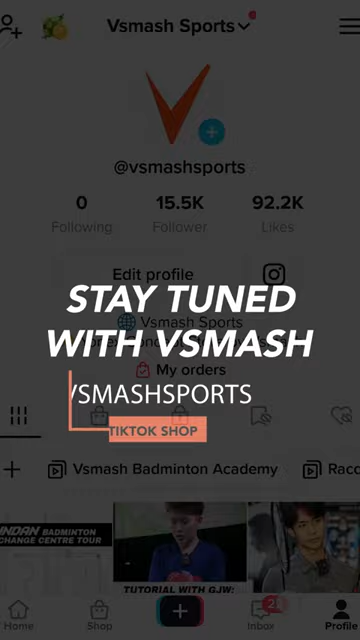 Vsmash Sports
@vsmashsports
0 15.5K 92.2K
Following Follower Likes
Edit profile
STAY TUNED
Vsmash Sports
WITH VSMASH
My orders
VSMASHSPORTS
TIKTOK SHOP
Vsmash Badminton Academy
BADMINTON
CHANGE CENTRE TOUR
TUTORIAL WITH GJW:
Home Shop Inbox Profile